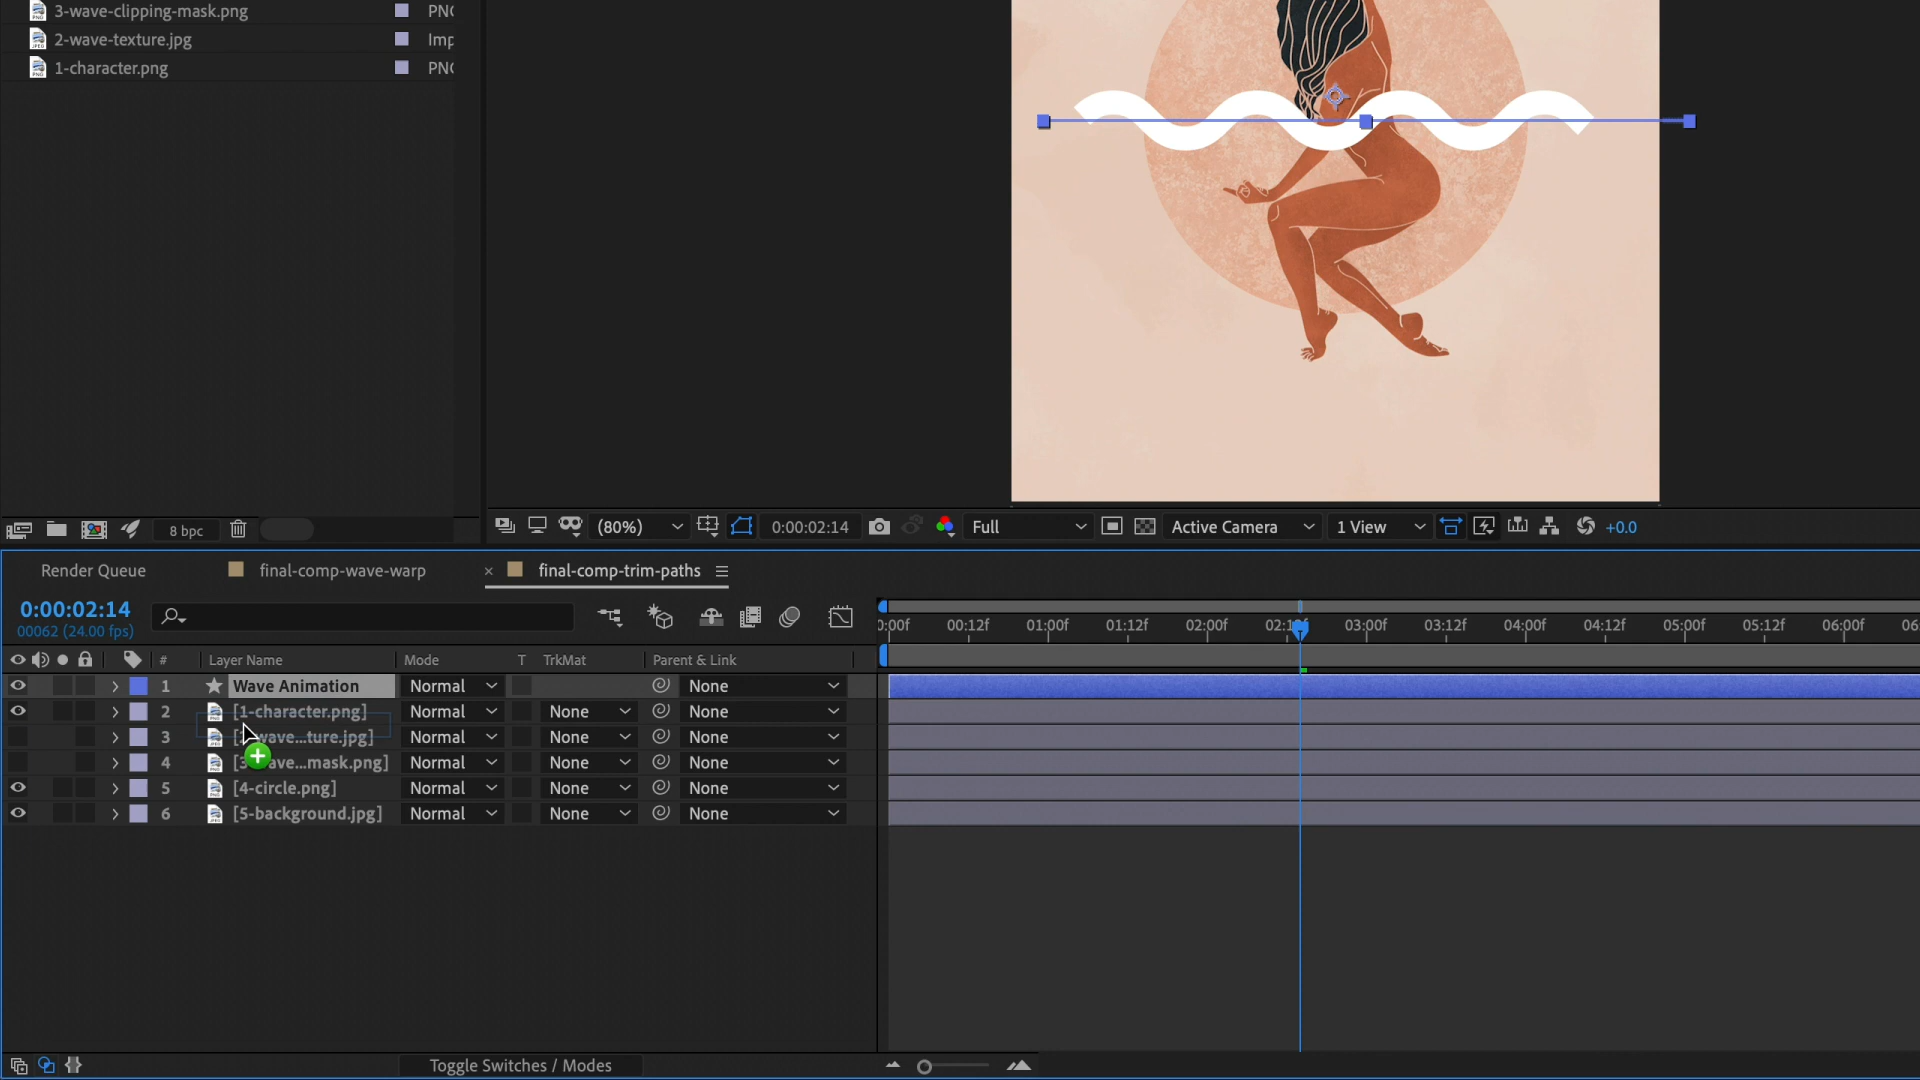 3-wave-clipping-mask.png
PNG
2-wave-texture.jpg
Imp
1-character.png
PNG
8 bpc
(80%)
0:00:02:14
Full
Active Camera
1 View
+0.0
Render Queue
final-comp-wave-warp
× final-comp-trim-paths
0:00:02:14
00062 (24.00 fps)
):00f 00:12f 01:00f 01:12f 02:00f 02:1 03:00f 03:12f 04:00f 04:12f 05:00f 05:12f 06:00f 06:
# Layer Name Mode T TrkMat Parent & Link
1 Wave Animation Normal None
2 [1-character.png] Normal None None
3 wave...ture.jpg] Normal None None
4 [3 ave...mask.png] Normal None None
5 [4-circle.png] Normal None None
6 [5-background.jpg] Normal None None
Toggle Switches / Modes